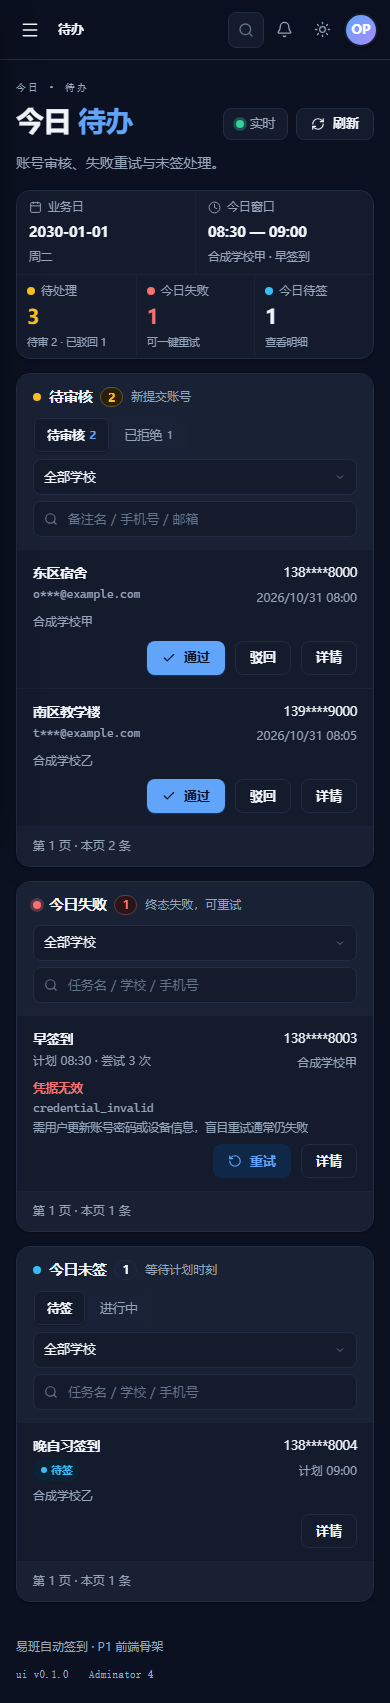 待办
OP
今日 · 待办
今日 待办
实时
刷新
账号审核、失败重试与未签处理。
业务日
2030-01-01
周二
今日窗口
08:30 — 09:00
合成学校甲 · 早签到
待处理
3
待审 2 · 已驳回 1
今日失败
1
可一键重试
今日待签
1
查看明细
待审核 2 新提交账号
待审核 2 已拒绝 1
全部学校
备注名 / 手机号 / 邮箱
东区宿舍 138****8000
o***@example.com 2026/10/31 08:00
合成学校甲
通过 驳回 详情
南区教学楼 139****9000
t***@example.com 2026/10/31 08:05
合成学校乙
通过 驳回 详情
第 1 页 · 本页 2 条
今日失败 1 终态失败，可重试
全部学校
任务名 / 学校 / 手机号
早签到 138****8003
计划 08:30 · 尝试 3 次 合成学校甲
凭据无效
credential_invalid
需用户更新账号密码或设备信息，盲目重试通常仍失败
重试 详情
第 1 页 · 本页 1 条
今日未签 1 等待计划时刻
待签 进行中
全部学校
任务名 / 学校 / 手机号
晚自习签到 138****8004
待签 计划 09:00
合成学校乙
详情
第 1 页 · 本页 1 条
易班自动签到 · P1 前端骨架
ui v0.1.0 Adminator 4